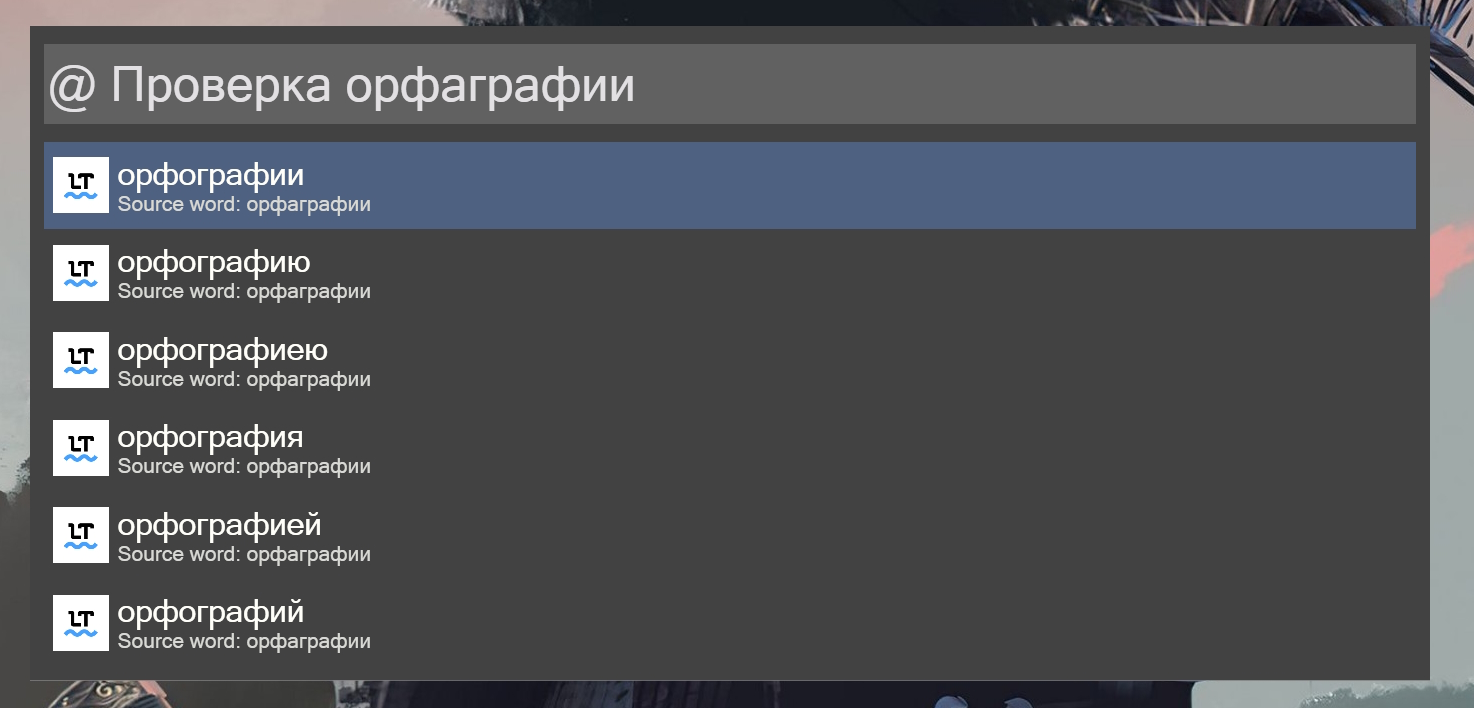 @ Проверка орфаграфии
LT орфографии
Source word: орфаграфии
LT орфографию
Source word: орфаграфии
LT орфографиею
Source word: орфаграфии
LT орфография
Source word: орфаграфии
LT орфографией
Source word: орфаграфии
LT орфографий
Source word: орфаграфии